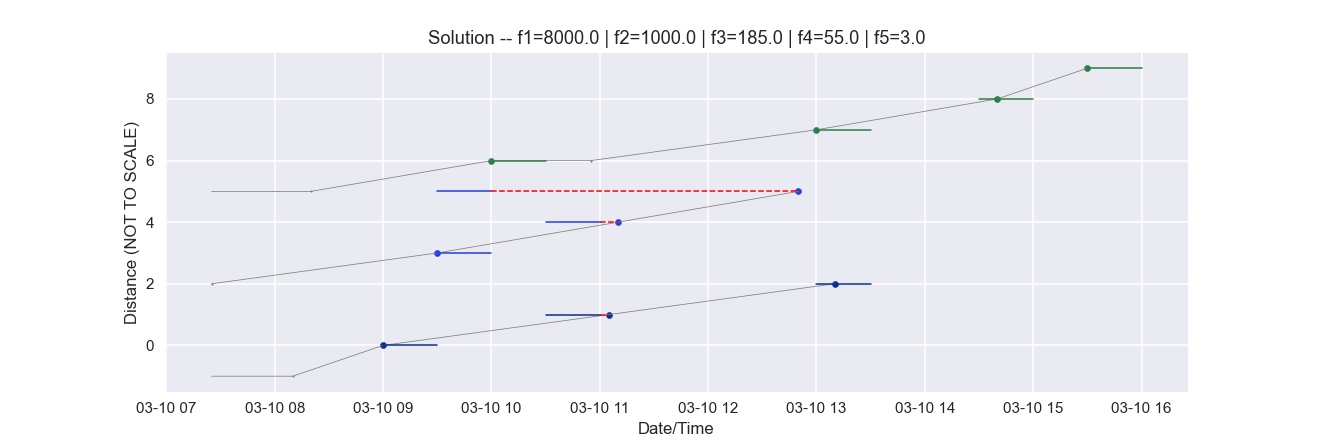 Solution -- f1=8000.0 | f2=1000.0 | f3=185.0 | f4=55.0 | f5=3.0
Distance (NOT TO SCALE)
8
6
4
2
0
03-10 07 03-10 08 03-10 09 03-10 10 03-10 11 03-10 12 03-10 13 03-10 14 03-10 15 03-10 16
Date/Time